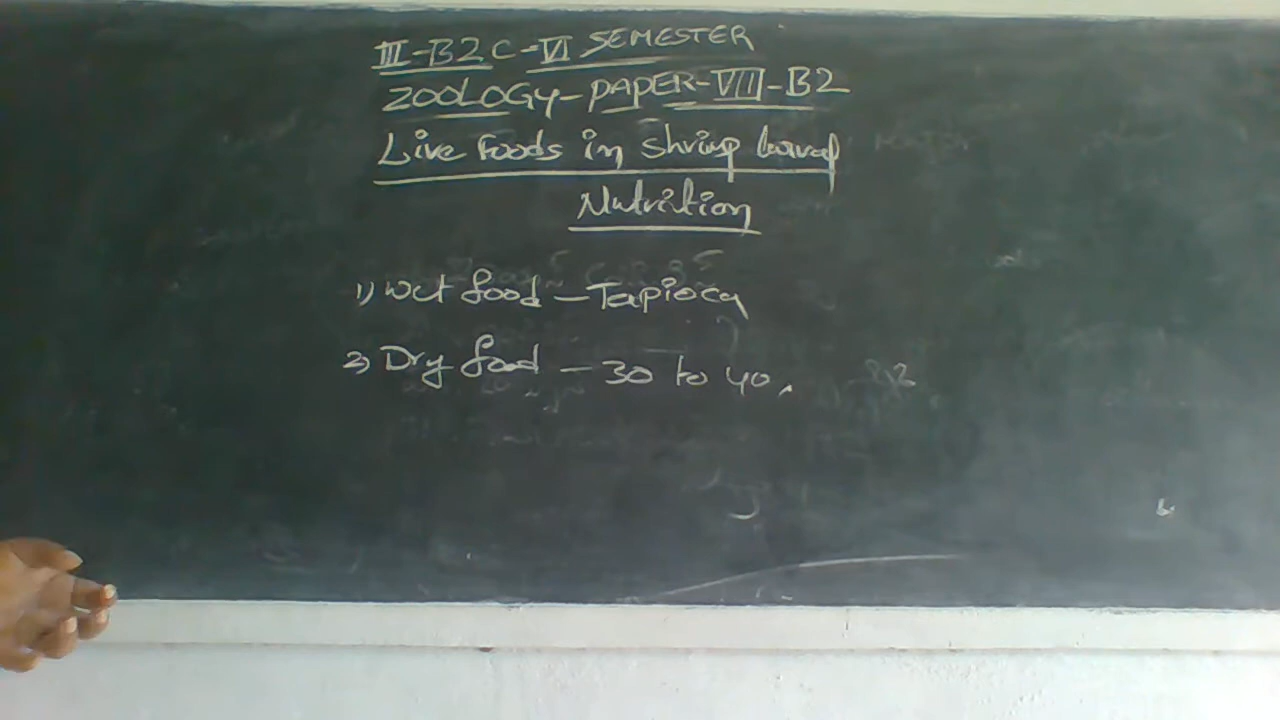 III-BZC-VI SEMESTER
ZOOLOGY-PAPER-VII-B2
Live Foods in Shrimp larval
Nutrition
1) Wet food - Tapioca
2) Dry food - 30 to 40,